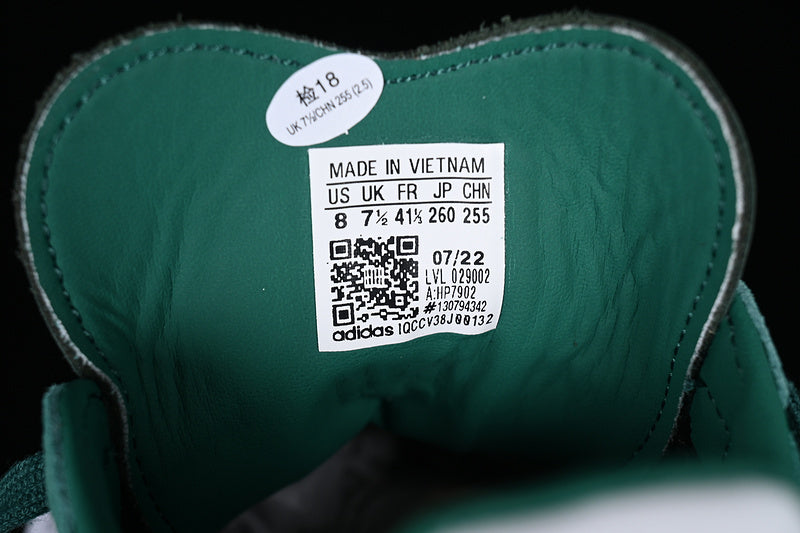 检18
UK 7½/CHN 255 (2.5)
MADE IN VIETNAM
US UK FR JP CHN
8 7½ 41⅓ 260 255
07/22
LVL 029002
A:HP7902
#130794342
adidas IQCCV38J00132